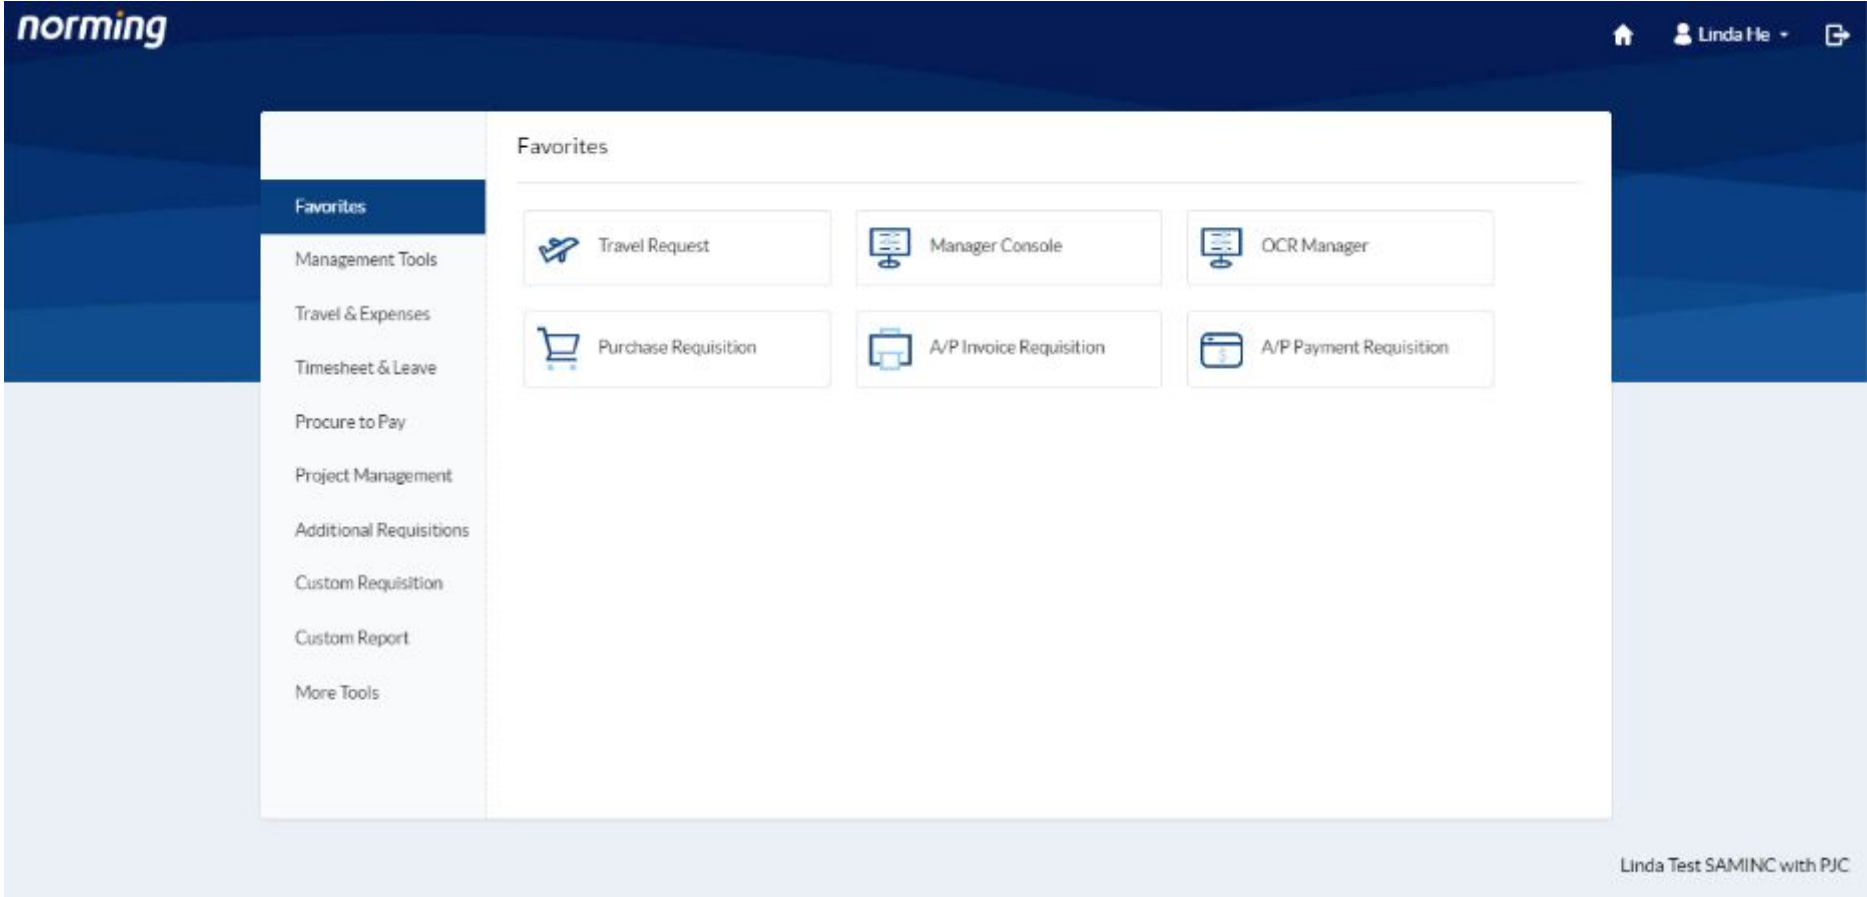 norming
Linda He
Favorites
Favorites
Management Tools
Travel & Expenses
Timesheet & Leave
Procure to Pay
Project Management
Additional Requisitions
Custom Requisition
Custom Report
More Tools
Travel Request
Manager Console
OCR Manager
Purchase Requisition
A/P Invoice Requisition
A/P Payment Requisition
$
Linda Test SAMINC with PJC